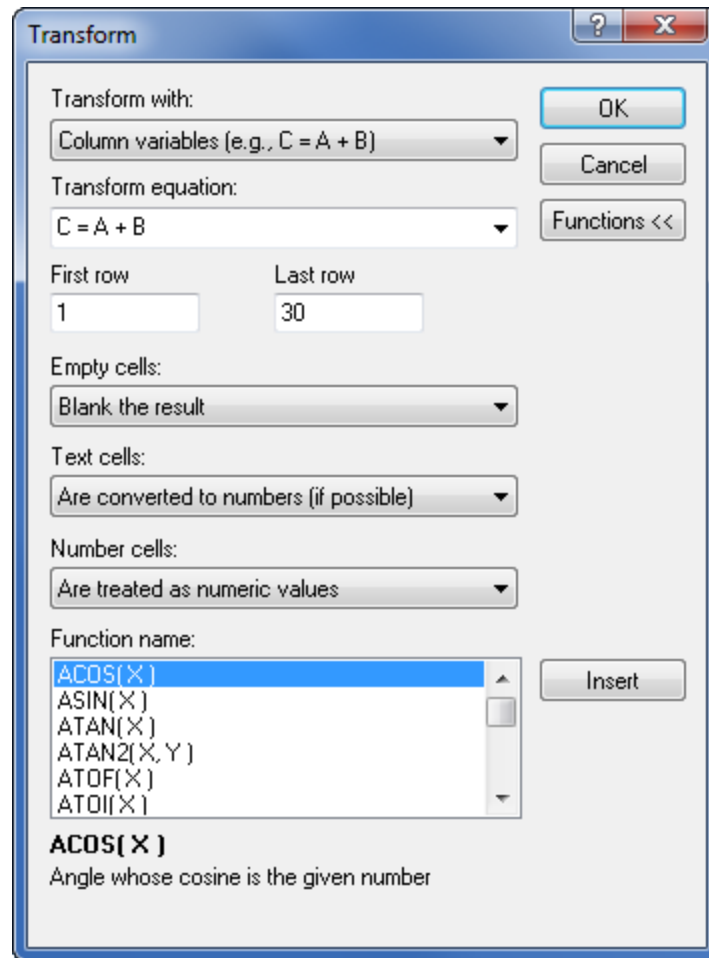 Transform
?
X
Transform with:
Column variables (e.g., C = A + B)
OK
Cancel
Transform equation:
C = A + B
Functions <<
First row
Last row
1
30
Empty cells:
Blank the result
Text cells:
Are converted to numbers (if possible)
Number cells:
Are treated as numeric values
Function name:
ACOS( X )
ASIN( X )
ATAN( X )
ATAN2( X, Y )
ATOF( X )
ATOI( X )
Insert
ACOS( X )
Angle whose cosine is the given number